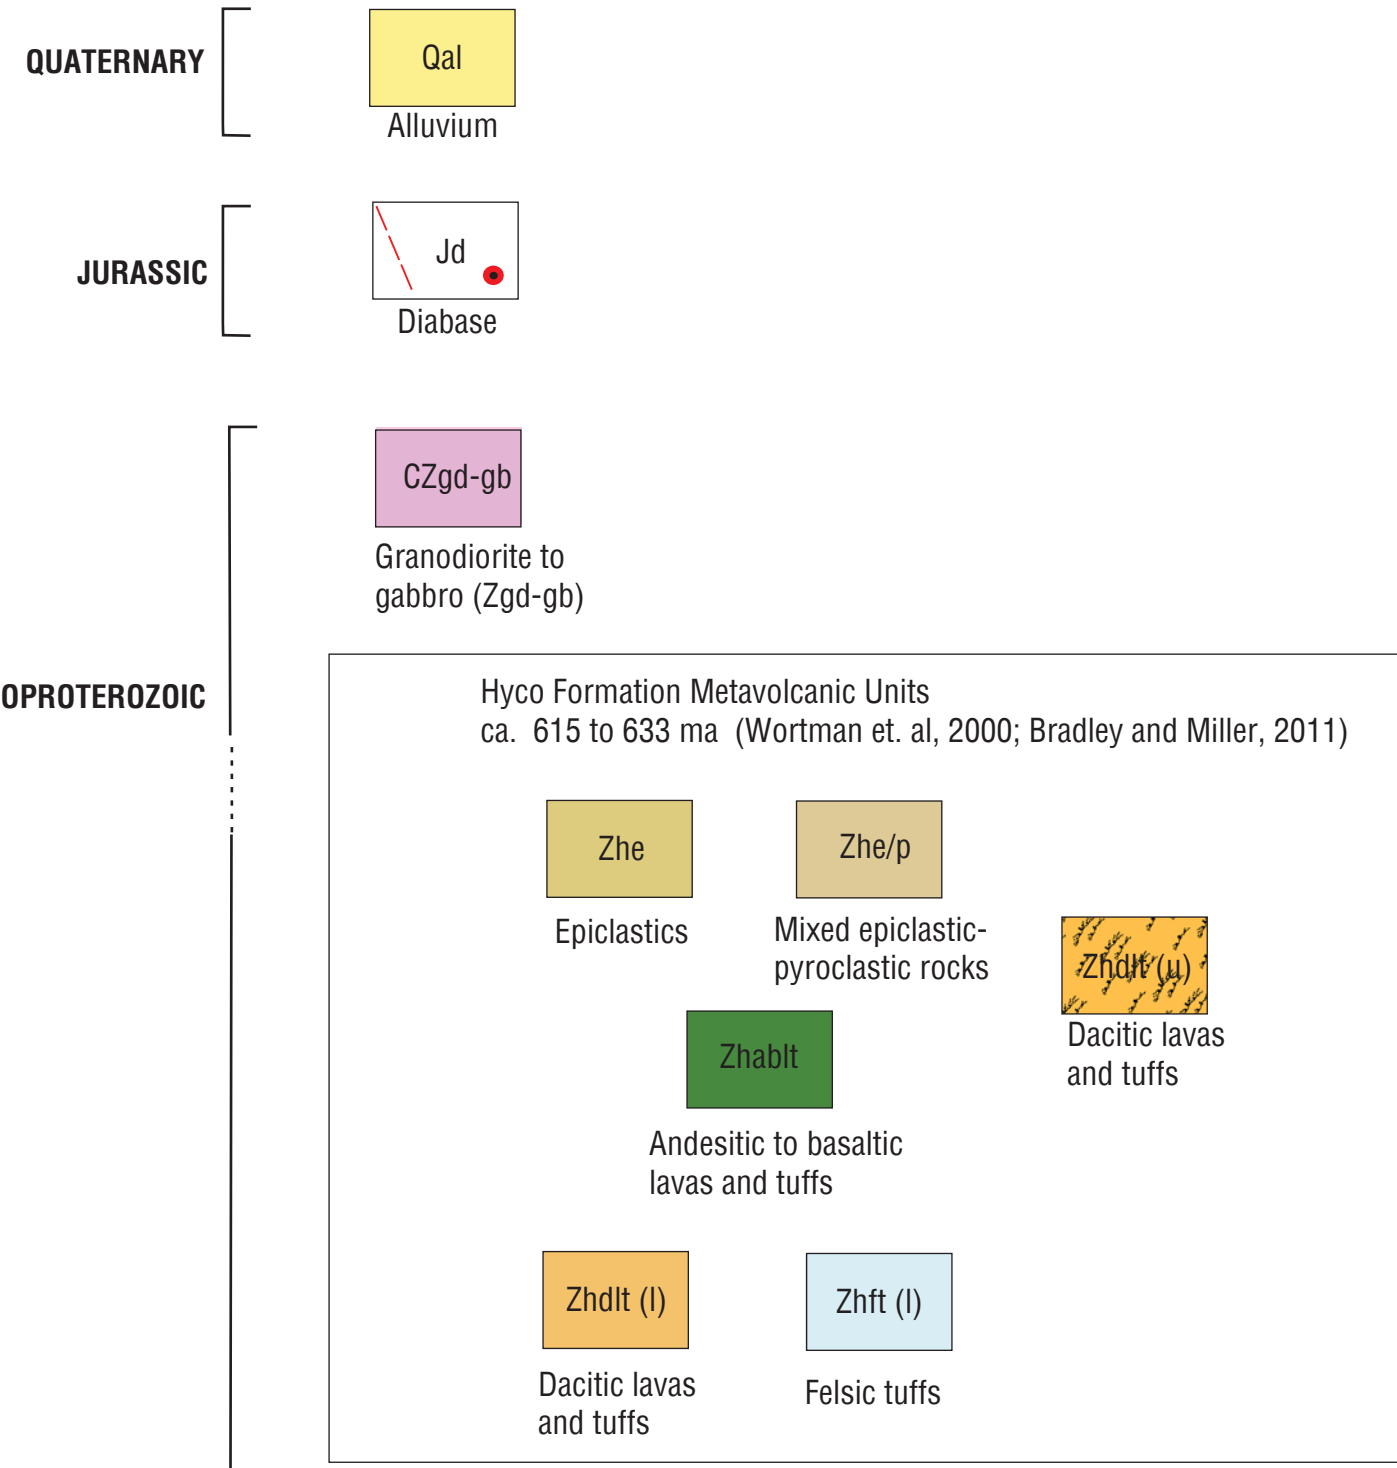 QUATERNARY
Qal
Alluvium
JURASSIC
Jd
Diabase
CZgd-gb
Granodiorite to
gabbro (Zgd-gb)
OPROTEROZOIC
Hyco Formation Metavolcanic Units
ca. 615 to 633 ma (Wortman et. al, 2000; Bradley and Miller, 2011)
Zhe
Epiclastics
Zhe/p
Mixed epiclastic-
pyroclastic rocks
Zhdlt (u)
Dacitic lavas
and tuffs
Zhablt
Andesitic to basaltic
lavas and tuffs
Zhdlt (l)
Dacitic lavas
and tuffs
Zhft (l)
Felsic tuffs